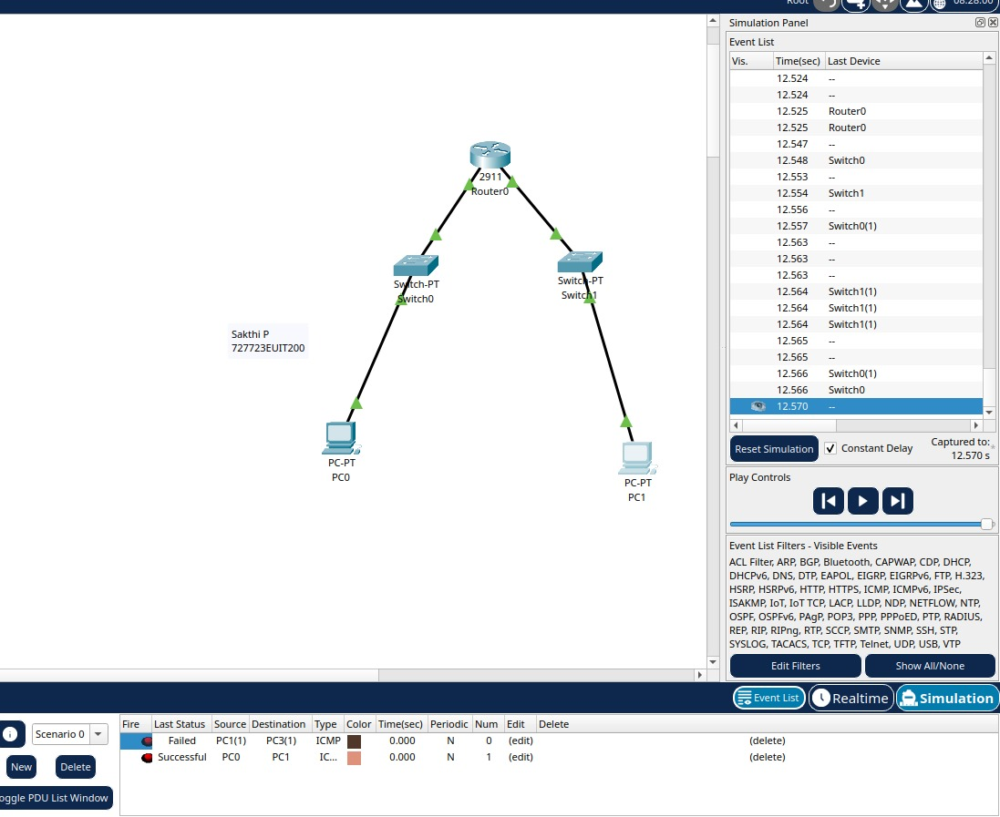 Root
08:28:00
Simulation Panel
Event List
Vis. Time(sec) Last Device
12.524 --
12.524 --
12.525 Router0
12.525 Router0
12.547 --
12.548 Switch0
12.553 --
12.554 Switch1
12.556 --
12.557 Switch0(1)
12.563 --
12.563 --
12.563 --
12.564 Switch1(1)
12.564 Switch1(1)
12.564 Switch1(1)
12.565 --
12.565 --
12.566 Switch0(1)
12.566 Switch0
12.570 --
Reset Simulation Constant Delay Captured to:
12.570 s
Play Controls
Event List Filters - Visible Events
ACL Filter, ARP, BGP, Bluetooth, CAPWAP, CDP, DHCP,
DHCPv6, DNS, DTP, EAPOL, EIGRP, EIGRPv6, FTP, H.323,
HSRP, HSRPv6, HTTP, HTTPS, ICMP, ICMPv6, IPSec,
ISAKMP, IoT, IoT TCP, LACP, LLDP, NDP, NETFLOW, NTP,
OSPF, OSPFv6, PAgP, POP3, PPP, PPPoED, PTP, RADIUS,
REP, RIP, RIPng, RTP, SCCP, SMTP, SNMP, SSH, STP,
SYSLOG, TACACS, TCP, TFTP, Telnet, UDP, USB, VTP
Edit Filters Show All/None
2911
Router0
Switch-PT
Switch0
Switch-PT
Switch1
Sakthi P
727723EUIT200
PC-PT
PC0
PC-PT
PC1
Event List Realtime Simulation
Scenario 0
New Delete
oggle PDU List Window
Fire Last Status Source Destination Type Color Time(sec) Periodic Num Edit Delete
Failed PC1(1) PC3(1) ICMP 0.000 N 0 (edit) (delete)
Successful PC0 PC1 IC... 0.000 N 1 (edit) (delete)